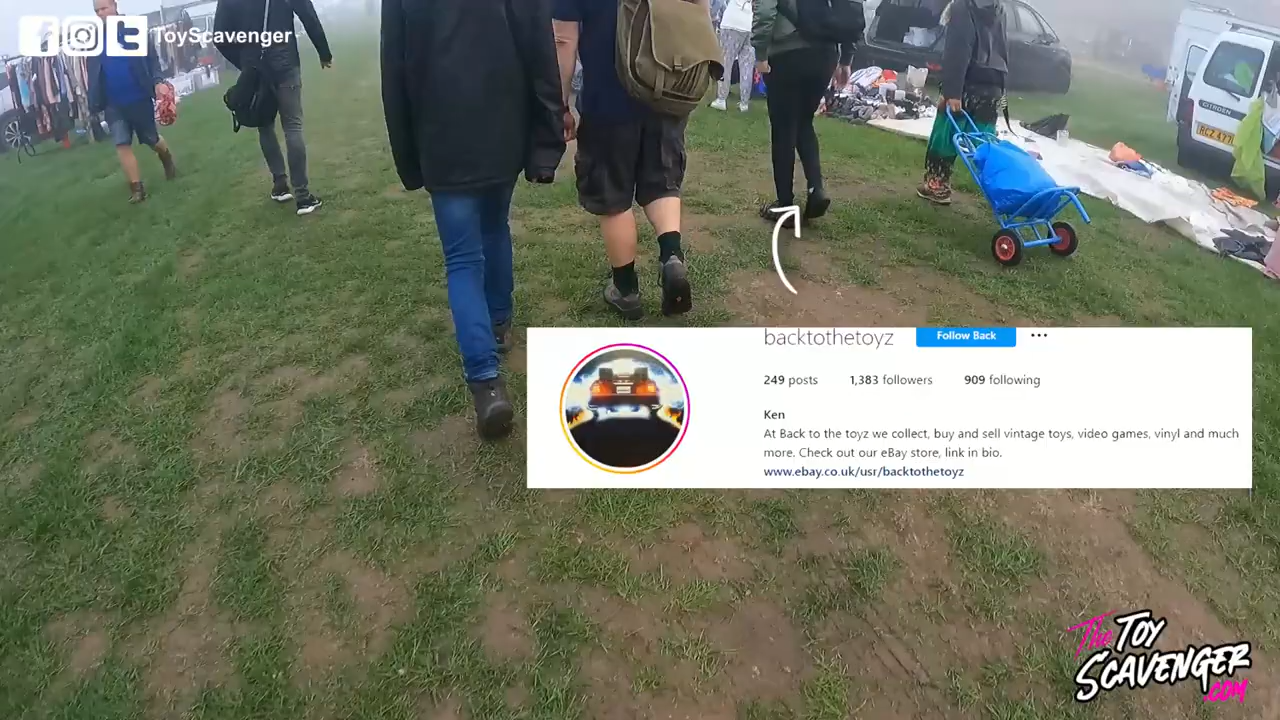 ToyScavenger
CITROËN
backtothetoyz
Follow Back
249 posts
1,383 followers
909 following
Ken
At Back to the toyz we collect, buy and sell vintage toys, video games, vinyl and much
more. Check out our eBay store, link in bio.
www.ebay.co.uk/usr/backtothetoyz
The Toy
Scavenger
.com